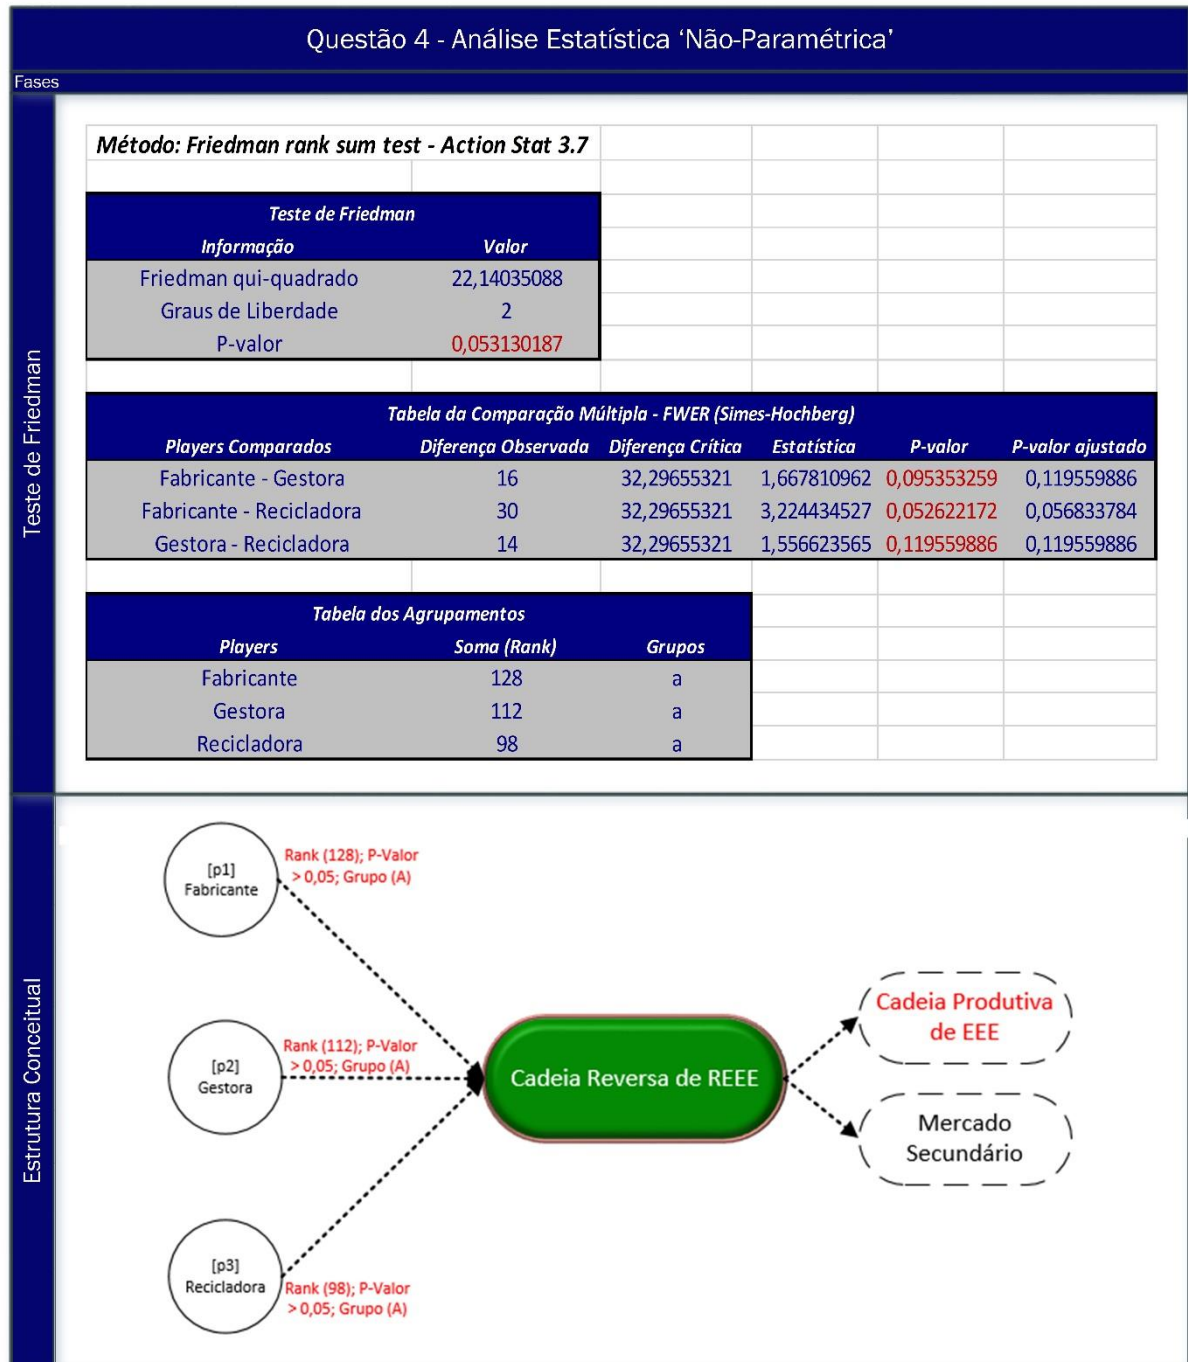 Questão 4 - Análise Estatística ‘Não-Paramétrica’
Fases
Teste de Friedman
Método: Friedman rank sum test - Action Stat 3.7
Teste de Friedman
Informação Valor
Friedman qui-quadrado 22,14035088
Graus de Liberdade 2
P-valor 0,053130187
Tabela da Comparação Múltipla - FWER (Simes-Hochberg)
Players Comparados Diferença Observada Diferença Crítica Estatística P-valor P-valor ajustado
Fabricante - Gestora 16 32,29655321 1,667810962 0,095353259 0,119559886
Fabricante - Recicladora 30 32,29655321 3,224434527 0,052622172 0,056833784
Gestora - Recicladora 14 32,29655321 1,556623565 0,119559886 0,119559886
Tabela dos Agrupamentos
Players Soma (Rank) Grupos
Fabricante 128 a
Gestora 112 a
Recicladora 98 a
Estrutura Conceitual
[p1]
Fabricante
Rank (128); P-Valor
> 0,05; Grupo (A)
[p2]
Gestora
Rank (112); P-Valor
> 0,05; Grupo (A)
[p3]
Recicladora
Rank (98); P-Valor
> 0,05; Grupo (A)
Cadeia Reversa de REEE
Cadeia Produtiva
de EEE
Mercado
Secundário